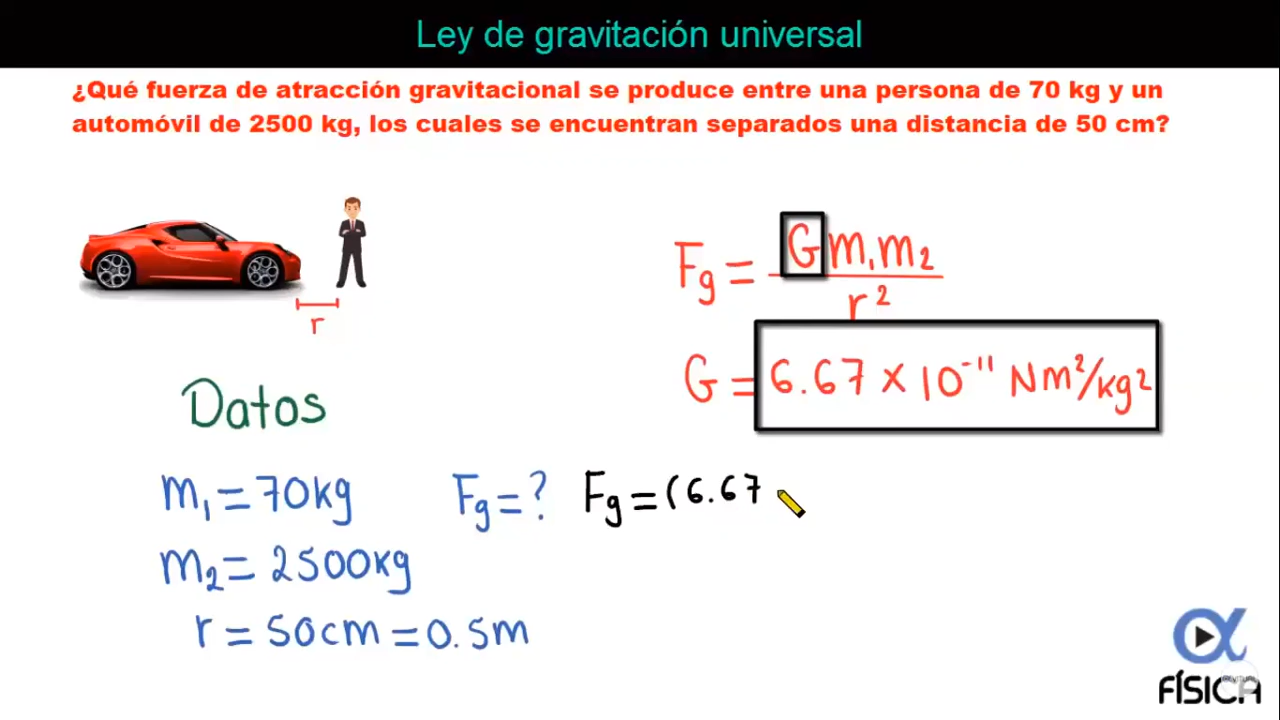 Ley de gravitación universal
¿Qué fuerza de atracción gravitacional se produce entre una persona de 70 kg y un
automóvil de 2500 kg, los cuales se encuentran separados una distancia de 50 cm?
r
Fg = G m₁ m₂ / r²
G = 6.67 × 10⁻¹¹ Nm²/kg²
Datos
m₁ = 70kg
Fg = ?
Fg = (6.67
m₂ = 2500kg
r = 50cm = 0.5m
FÍSICA